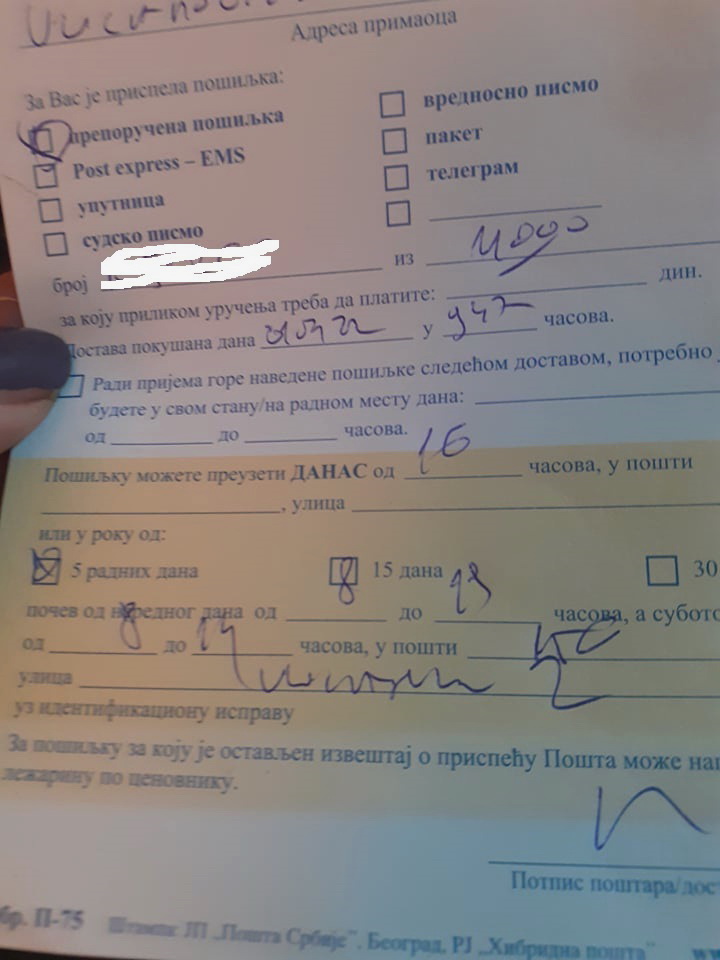 Адреса примаоца
За Вас је приспела пошиљка:
препоручена пошиљка
Post express – EMS
упутница
судско писмо
вредносно писмо
пакет
телеграм
број из
за коју приликом уручења треба да платите: дин.
Достава покушана дана у 947 часова.
Ради пријема горе наведене пошиљке следећом доставом, потребно
будете у свом стану/на радном месту дана:
од до часова.
Пошиљку можете преузети ДАНАС од 16 часова, у пошти
, улица
или у року од:
5 радних дана 15 дана 30
почев од наредног дана од 8 до 19 часова, а субото
од 8 до 14 часова, у пошти
улица
уз идентификациону исправу
За пошиљку за коју је остављен извештај о приспећу Пошта може нап
лежарину по ценовнику.
Потпис поштара/дос
бр. П-75 Штампа: ЈП „Пошта Србије”, Београд, РЈ „Хибридна пошта”